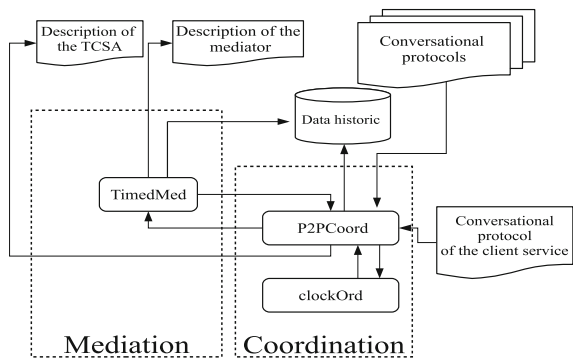 Description of
the TCSA
Description of the
mediator
Conversational
protocols
Data historic
TimedMed
P2PCoord
Conversational
protocol
of the client service
clockOrd
Mediation
Coordination